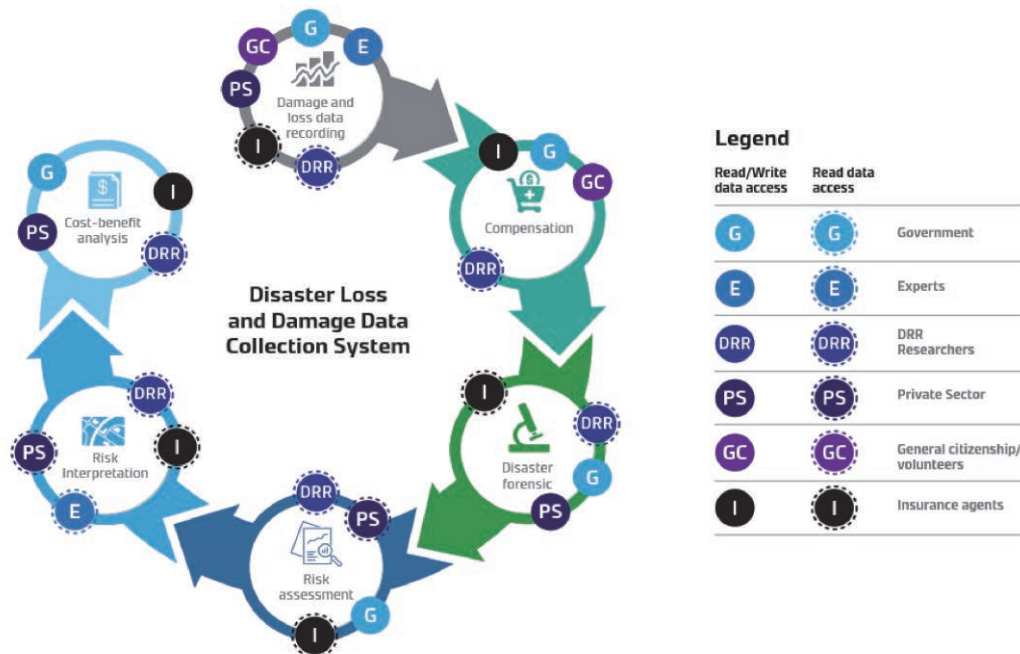 G
GC
E
PS
Damage and
loss data
recording
I
DRR
I
G
GC
Compensation
DRR
G
I
Cost-benefit
analysis
PS
DRR
Disaster Loss
and Damage Data
Collection System
I
DRR
Disaster
forensic
G
PS
DRR
PS
I
Risk
Interpretation
E
DRR
PS
Risk
assessment
G
I
Legend
Read/Write
data access
Read data
access
G G Government
E E Experts
DRR DRR DRR
Researchers
PS PS Private Sector
GC GC General citizenship/
volunteers
I I Insurance agents